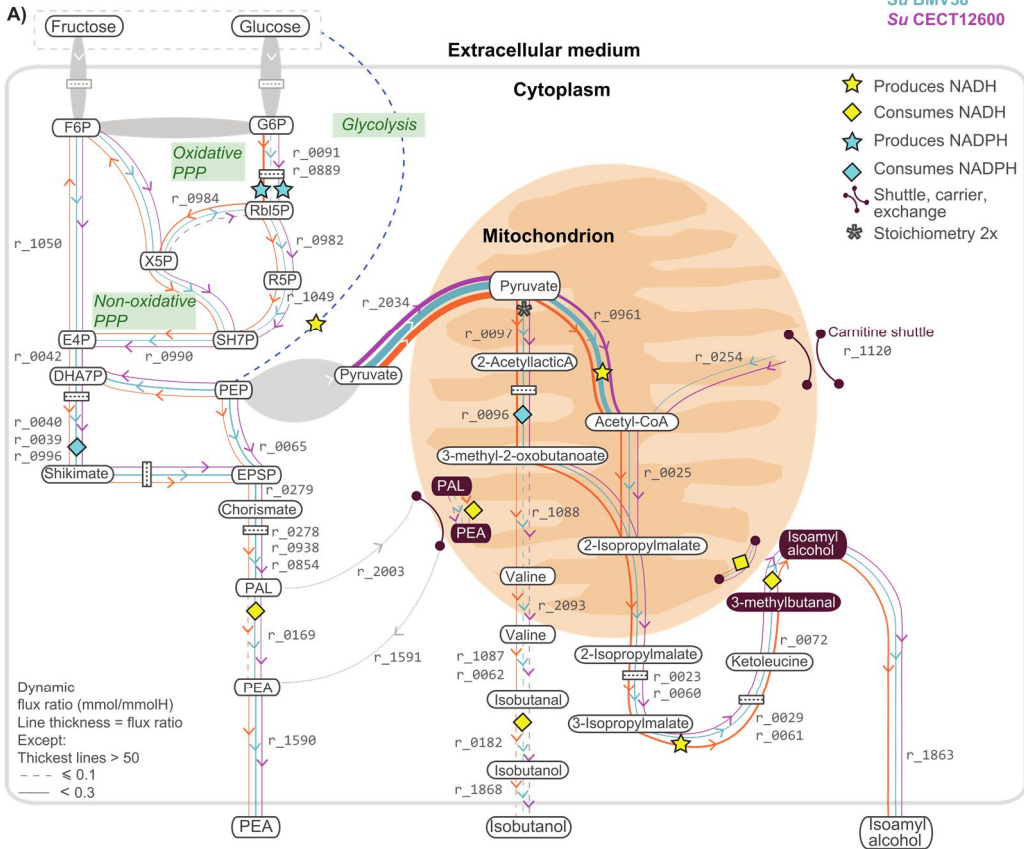 A)
Su BMV58
Su CECT12600
Fructose
Glucose
Extracellular medium
Cytoplasm
Produces NADH
Consumes NADH
Produces NADPH
Consumes NADPH
Shuttle, carrier,
exchange
Stoichiometry 2x
F6P
G6P
Glycolysis
Oxidative
PPP
r_0091
r_0889
r_0984
Rbl5P
r_1050
r_0982
X5P
Mitochondrion
R5P
Non-oxidative
PPP
r_1049
r_2034
Pyruvate
E4P
SH7P
r_0097
r_0961
Carnitine shuttle
r_1120
r_0042
r_0990
2-AcetyllacticA
r_0254
DHA7P
PEP
Pyruvate
r_0096
Acetyl-CoA
r_0040
r_0039
r_0996
r_0065
3-methyl-2-oxobutanoate
Shikimate
EPSP
r_0025
r_0279
PAL
Chorismate
r_1088
PEA
r_0278
r_0938
r_0854
2-Isopropylmalate
Isoamyl
alcohol
r_2003
PAL
Valine
3-methylbutanal
r_2093
r_0169
Valine
r_0072
r_1591
r_1087
r_0062
2-Isopropylmalate
Ketoleucine
PEA
r_0023
r_0060
Isobutanal
3-Isopropylmalate
r_0029
r_0061
Dynamic
flux ratio (mmol/mmolH)
Line thickness = flux ratio
Except:
Thickest lines > 50
⩽ 0.1
< 0.3
r_1590
r_0182
r_1863
Isobutanol
r_1868
PEA
Isobutanol
Isoamyl
alcohol